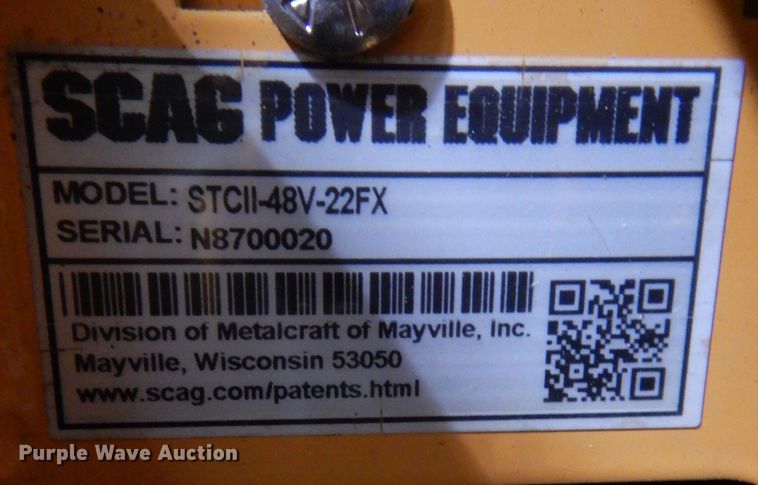 SCAG POWER EQUIPMENT
MODEL: STCII-48V-22FX
SERIAL: N8700020
Division of Metalcraft of Mayville, Inc.
Mayville, Wisconsin 53050
www.scag.com/patents.html
Purple Wave Auction